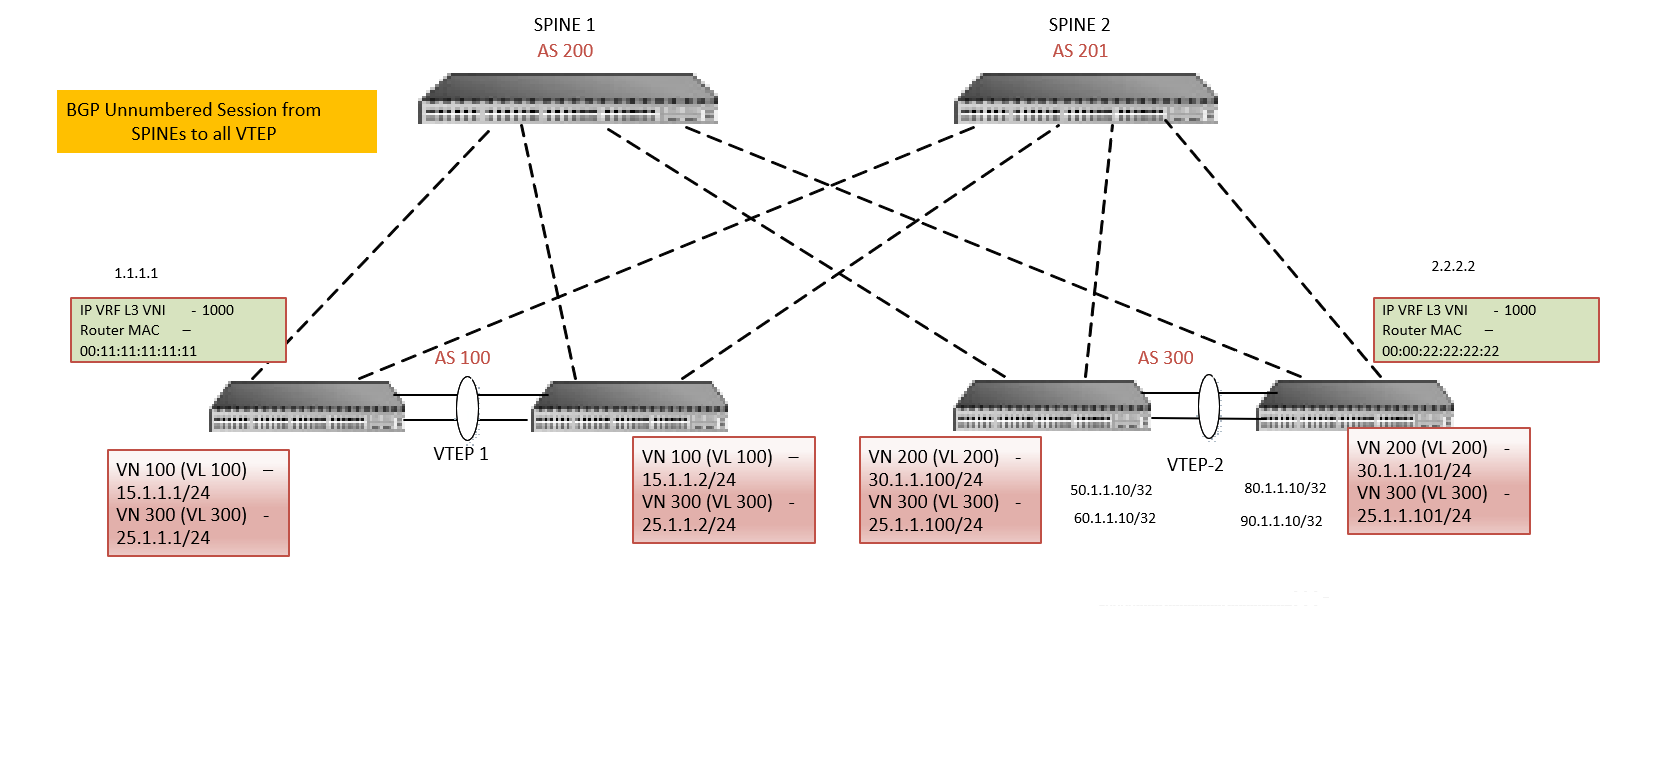 SPINE 1
AS 200
SPINE 2
AS 201
BGP Unnumbered Session from
SPINEs to all VTEP
1.1.1.1
IP VRF L3 VNI - 1000
Router MAC –
00:11:11:11:11:11
2.2.2.2
IP VRF L3 VNI - 1000
Router MAC –
00:00:22:22:22:22
AS 100
AS 300
VTEP 1
VTEP-2
VN 100 (VL 100) –
15.1.1.1/24
VN 300 (VL 300) -
25.1.1.1/24
VN 100 (VL 100) –
15.1.1.2/24
VN 300 (VL 300) -
25.1.1.2/24
VN 200 (VL 200) -
30.1.1.100/24
VN 300 (VL 300) -
25.1.1.100/24
50.1.1.10/32
60.1.1.10/32
80.1.1.10/32
90.1.1.10/32
VN 200 (VL 200) -
30.1.1.101/24
VN 300 (VL 300) -
25.1.1.101/24